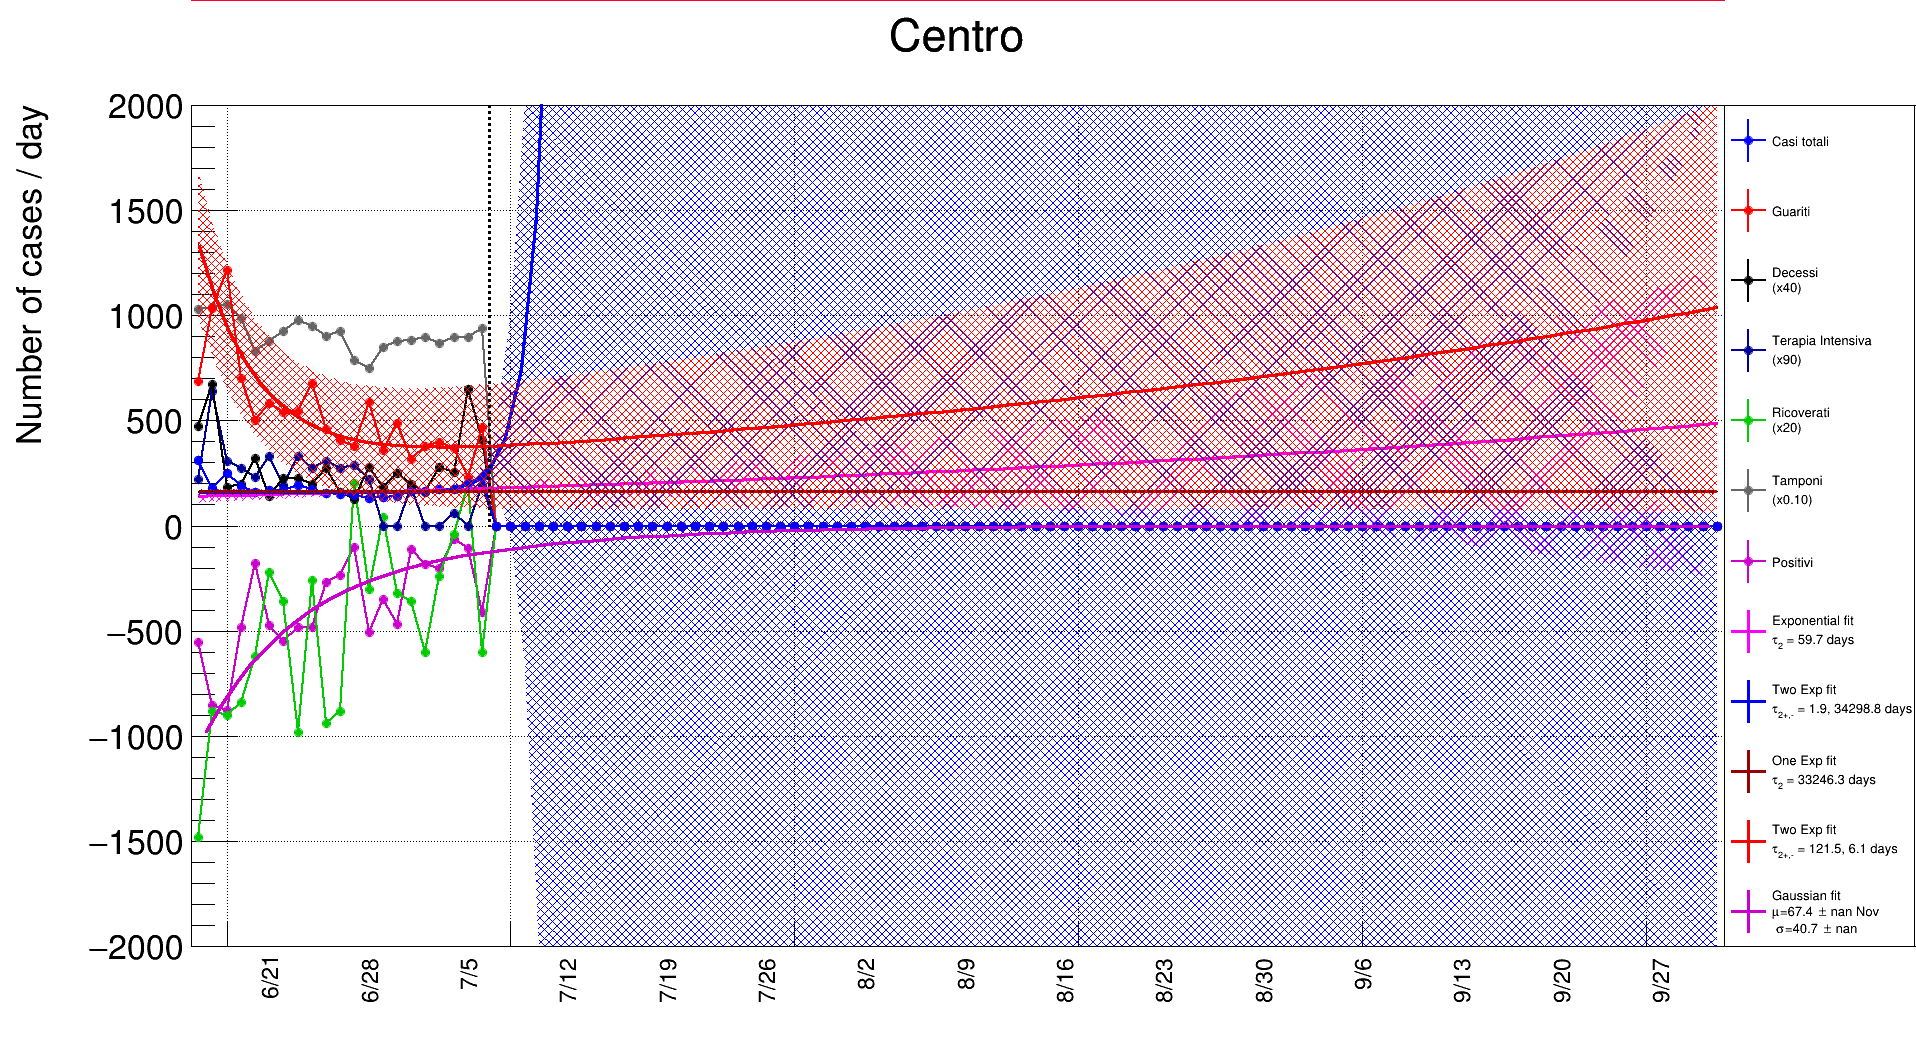 Centro
Number of cases / day
2000
1500
1000
500
0
−500
−1000
−1500
−2000
6/21
6/28
7/5
7/12
7/19
7/26
8/2
8/9
8/16
8/23
8/30
9/6
9/13
9/20
9/27
Casi totali
Guariti
Decessi
(x40)
Terapia Intensiva
(x90)
Ricoverati
(x20)
Tamponi
(x0.10)
Positivi
Exponential fit
τ2 = 59.7 days
Two Exp fit
τ2+,- = 1.9, 34298.8 days
One Exp fit
τ2 = 33246.3 days
Two Exp fit
τ2+,- = 121.5, 6.1 days
Gaussian fit
μ=67.4 ± nan Nov
σ=40.7 ± nan